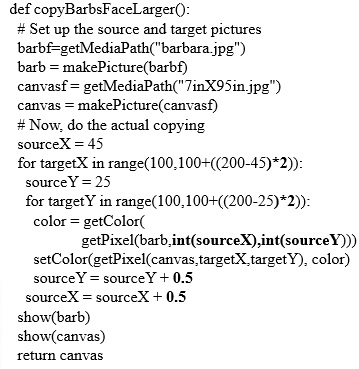 def copyBarbsFaceLarger():
# Set up the source and target pictures
barbf=getMediaPath("barbara.jpg")
barb = makePicture(barbf)
canvasf = getMediaPath("7inX95in.jpg")
canvas = makePicture(canvasf)
# Now, do the actual copying
sourceX = 45
for targetX in range(100,100+((200-45)*2)):
sourceY = 25
for targetY in range(100,100+((200-25)*2)):
color = getColor(
getPixel(barb,int(sourceX),int(sourceY)))
setColor(getPixel(canvas,targetX,targetY), color)
sourceY = sourceY + 0.5
sourceX = sourceX + 0.5
show(barb)
show(canvas)
return canvas